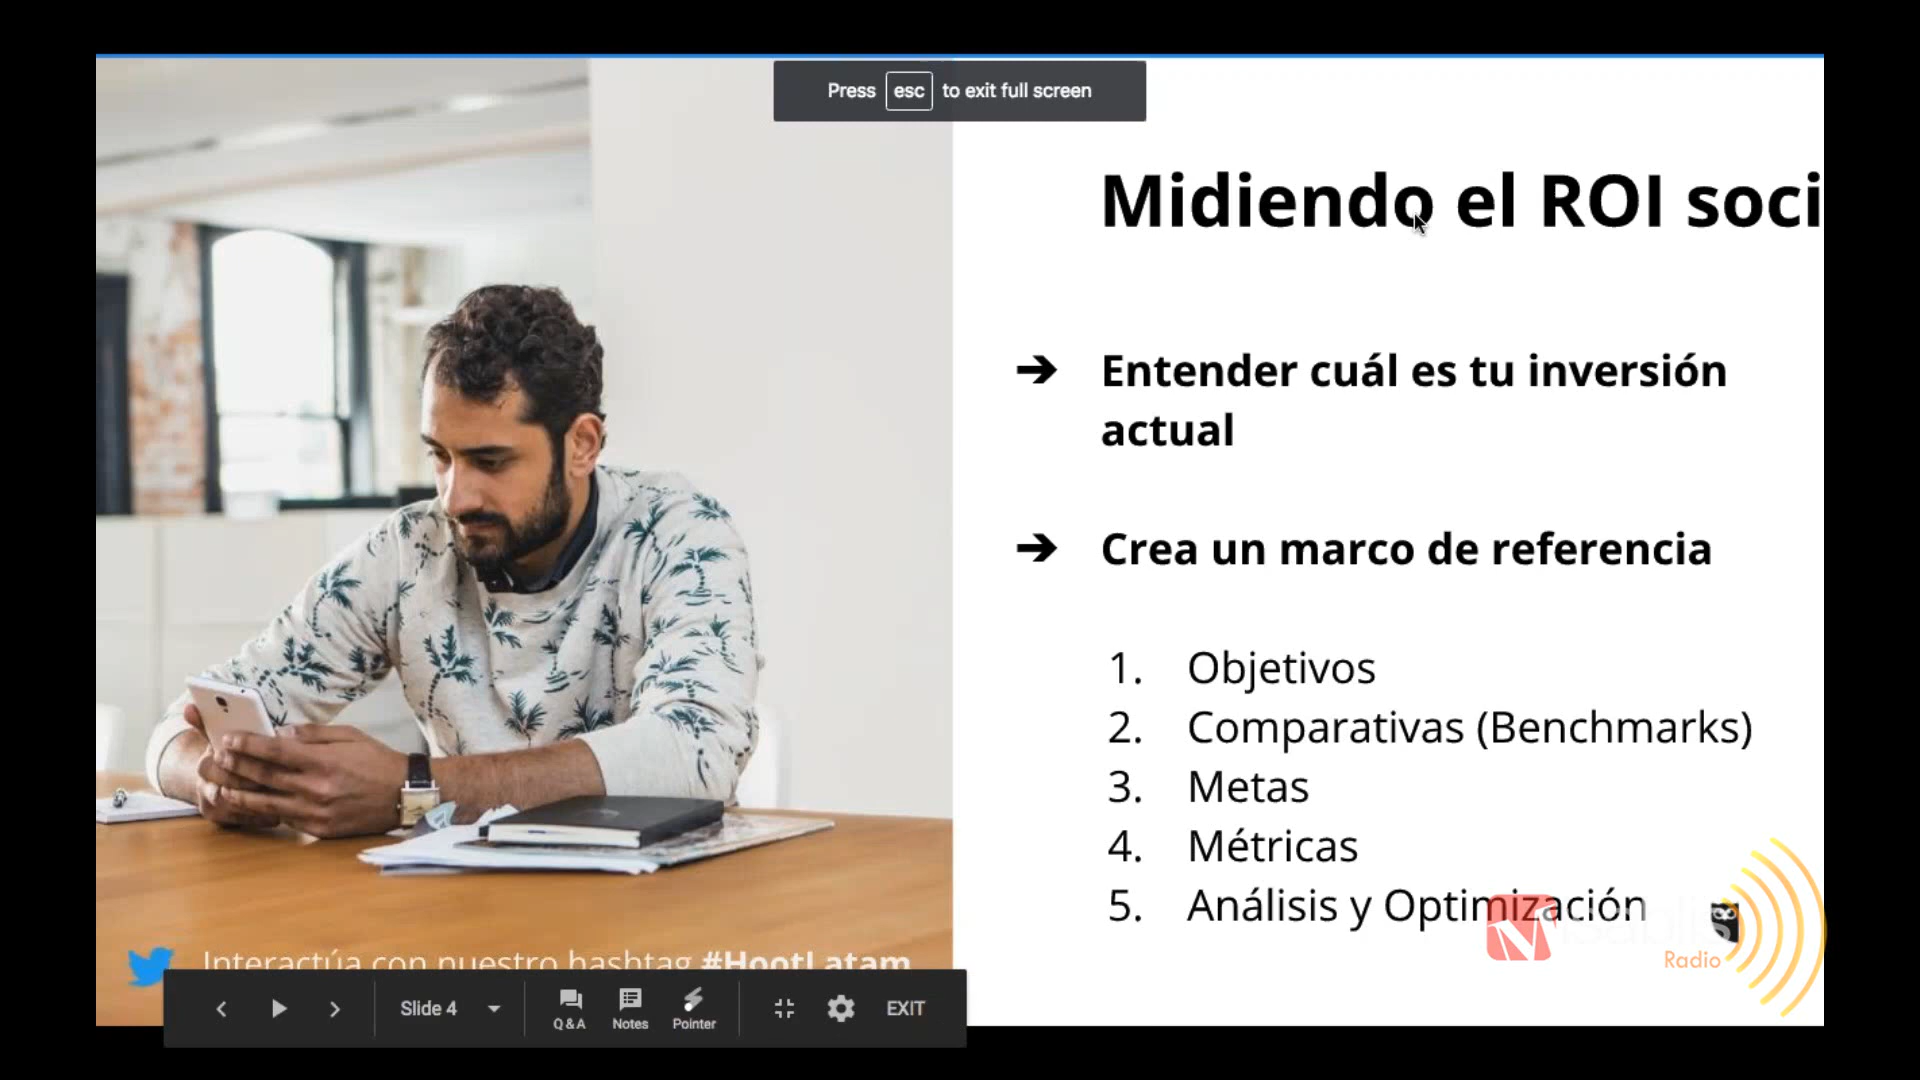 Press esc to exit full screen
Midiendo el ROI soci
➔ Entender cuál es tu inversión
actual
➔ Crea un marco de referencia
1. Objetivos
2. Comparativas (Benchmarks)
3. Metas
4. Métricas
5. Análisis y Optimización
Radio
Interactúa con nuestro hashtag #HootLatam
Slide 4
Q&A
Notes
Pointer
EXIT